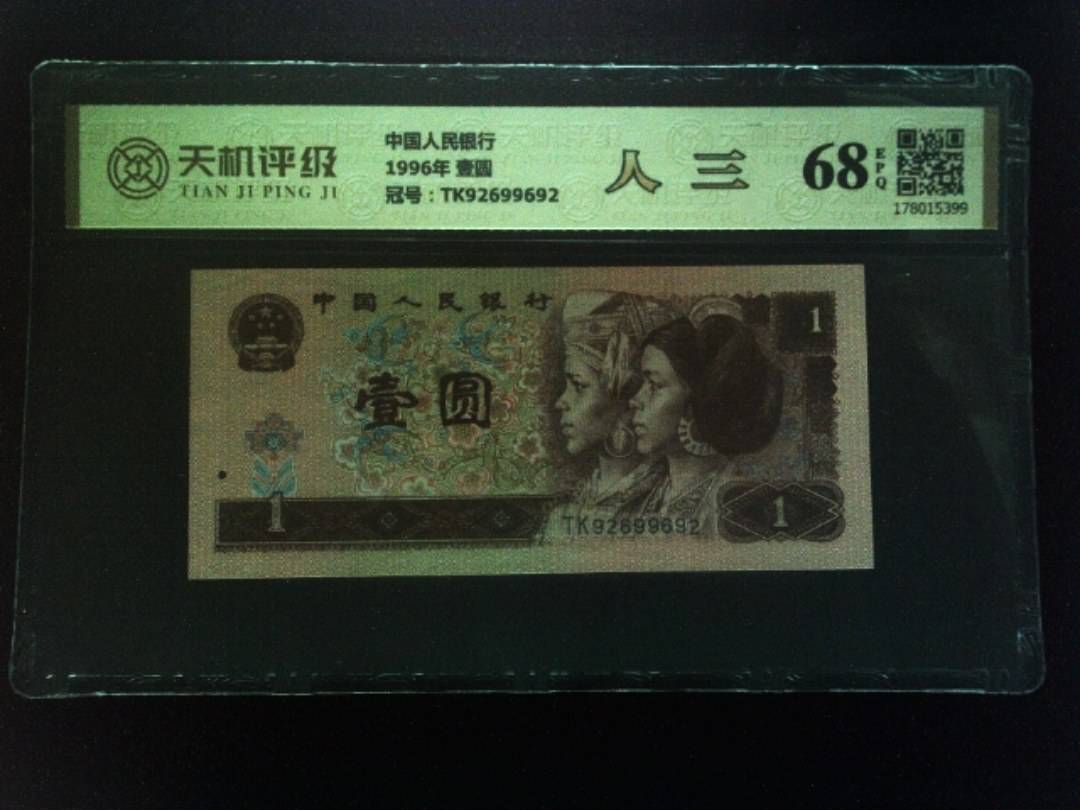 天机评级
TIAN JI PING JI
中国人民银行
1996年 壹圆
冠号：TK92699692
人 三
68
EPQ
178015399
中國人民銀行
1
壹圆
1
TK92699692
1